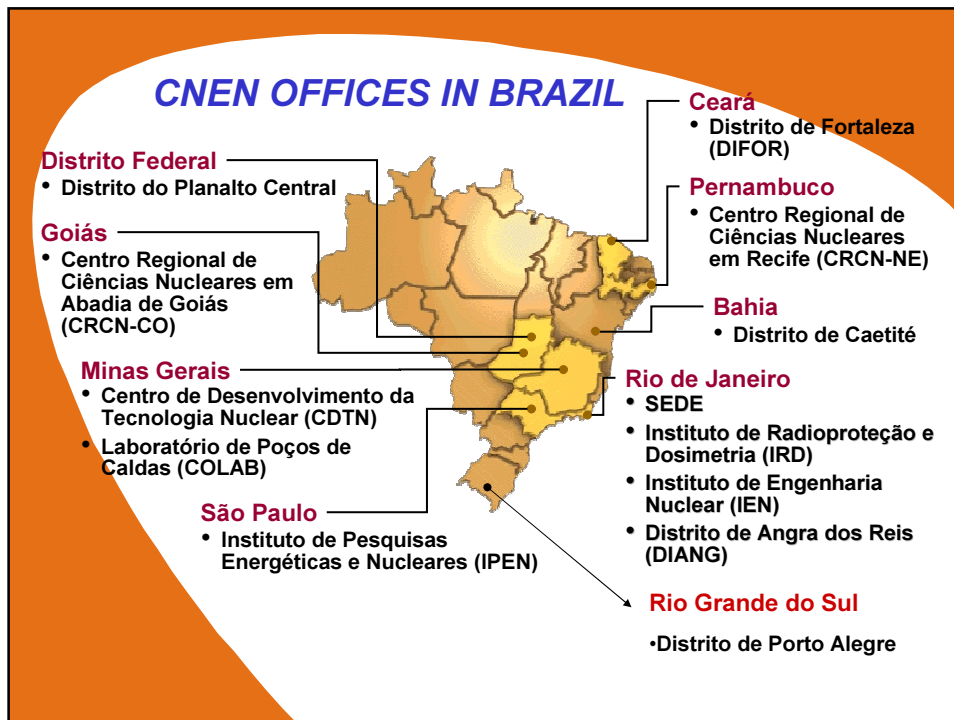 CNEN OFFICES IN BRAZIL
Distrito Federal
• Distrito do Planalto Central
Goiás
• Centro Regional de
Ciências Nucleares em
Abadia de Goiás
(CRCN-CO)
Minas Gerais
• Centro de Desenvolvimento da
Tecnologia Nuclear (CDTN)
• Laboratório de Poços de
Caldas (COLAB)
São Paulo
• Instituto de Pesquisas
Energéticas e Nucleares (IPEN)
Ceará
• Distrito de Fortaleza
(DIFOR)
Pernambuco
• Centro Regional de
Ciências Nucleares
em Recife (CRCN-NE)
Bahia
• Distrito de Caetité
Rio de Janeiro
• SEDE
• Instituto de Radioproteção e
Dosimetria (IRD)
• Instituto de Engenharia
Nuclear (IEN)
• Distrito de Angra dos Reis
(DIANG)
Rio Grande do Sul
•Distrito de Porto Alegre